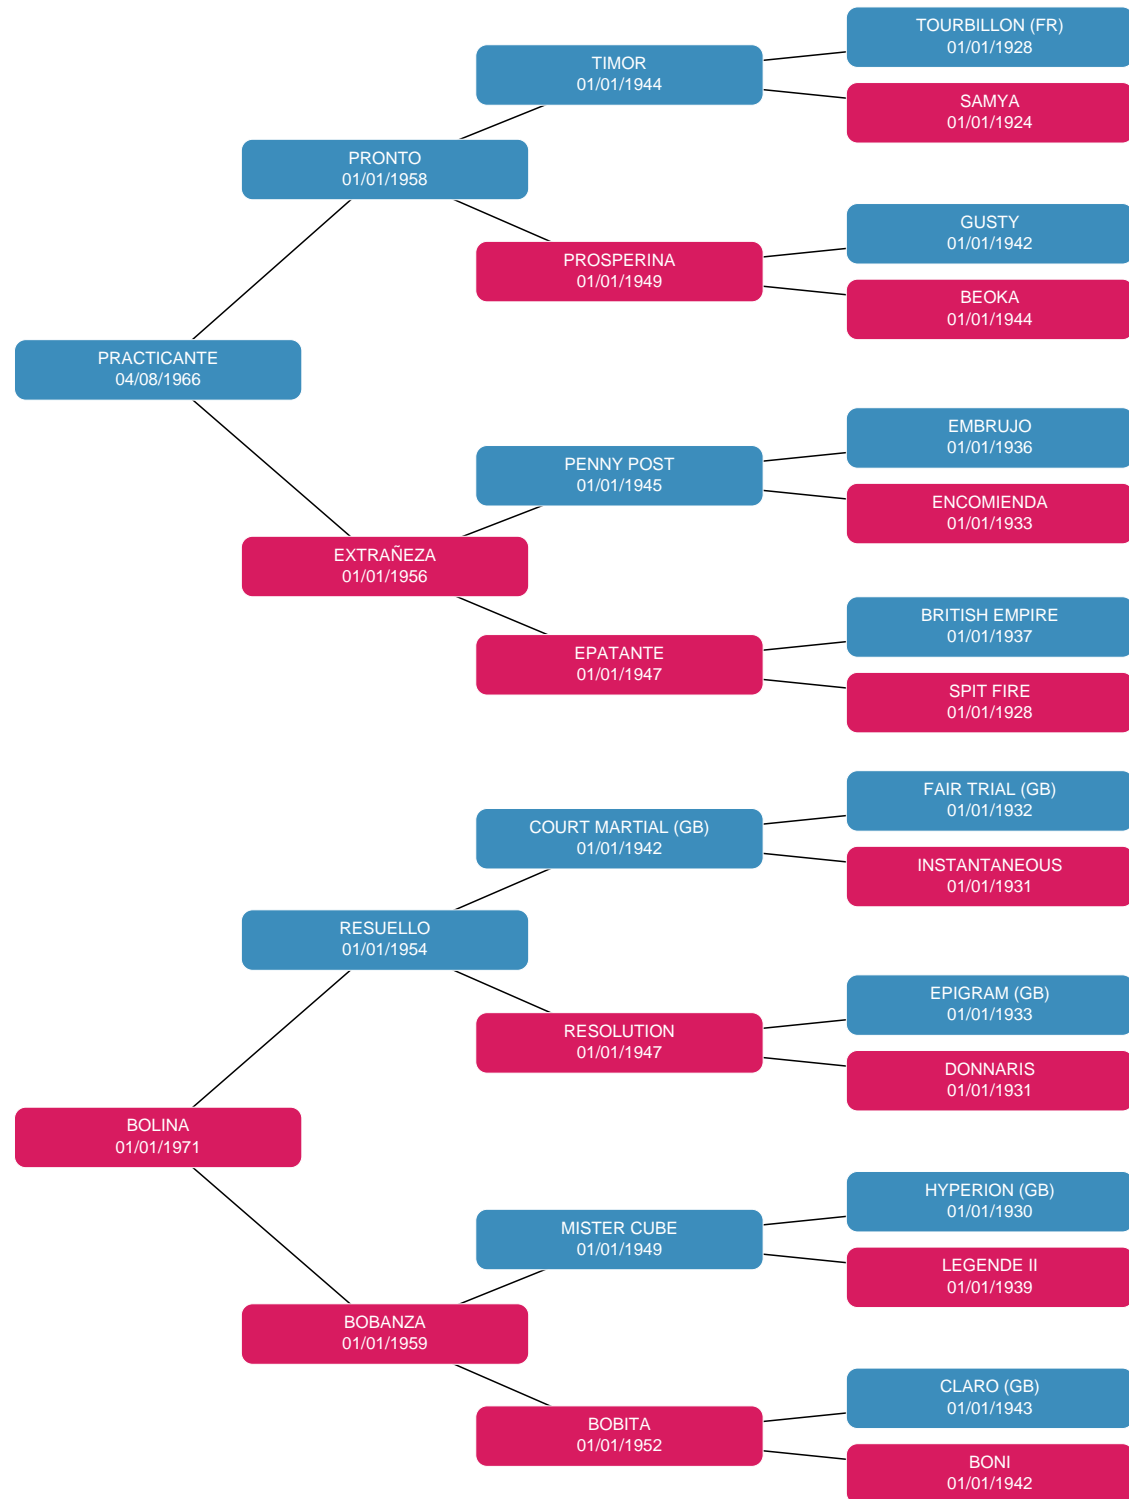 TOURBILLON (FR)
01/01/1928
TIMOR
01/01/1944
SAMYA
01/01/1924
PRONTO
01/01/1958
GUSTY
01/01/1942
PROSPERINA
01/01/1949
BEOKA
01/01/1944
PRACTICANTE
04/08/1966
EMBRUJO
01/01/1936
PENNY POST
01/01/1945
ENCOMIENDA
01/01/1933
EXTRAÑEZA
01/01/1956
BRITISH EMPIRE
01/01/1937
EPATANTE
01/01/1947
SPIT FIRE
01/01/1928
FAIR TRIAL (GB)
01/01/1932
COURT MARTIAL (GB)
01/01/1942
INSTANTANEOUS
01/01/1931
RESUELLO
01/01/1954
EPIGRAM (GB)
01/01/1933
RESOLUTION
01/01/1947
DONNARIS
01/01/1931
BOLINA
01/01/1971
HYPERION (GB)
01/01/1930
MISTER CUBE
01/01/1949
LEGENDE II
01/01/1939
BOBANZA
01/01/1959
CLARO (GB)
01/01/1943
BOBITA
01/01/1952
BONI
01/01/1942